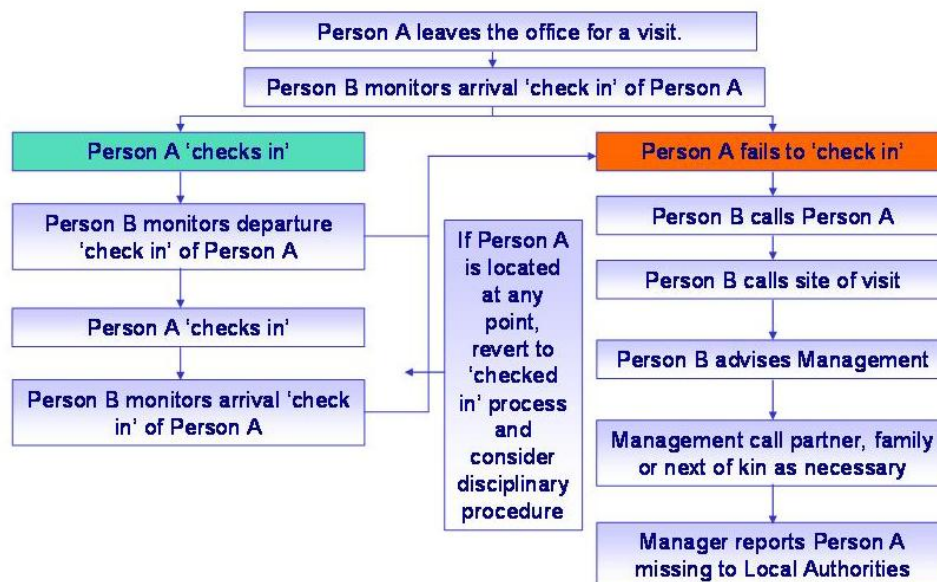 Person A leaves the office for a visit.
Person B monitors arrival ‘check in’ of Person A
Person A ‘checks in’
Person B monitors departure
‘check in’ of Person A
Person A ‘checks in’
Person B monitors arrival ‘check
in’ of Person A
If Person A
is located
at any
point,
revert to
‘checked
in’ process
and
consider
disciplinary
procedure
Person A fails to ‘check in’
Person B calls Person A
Person B calls site of visit
Person B advises Management
Management call partner, family
or next of kin as necessary
Manager reports Person A
missing to Local Authorities